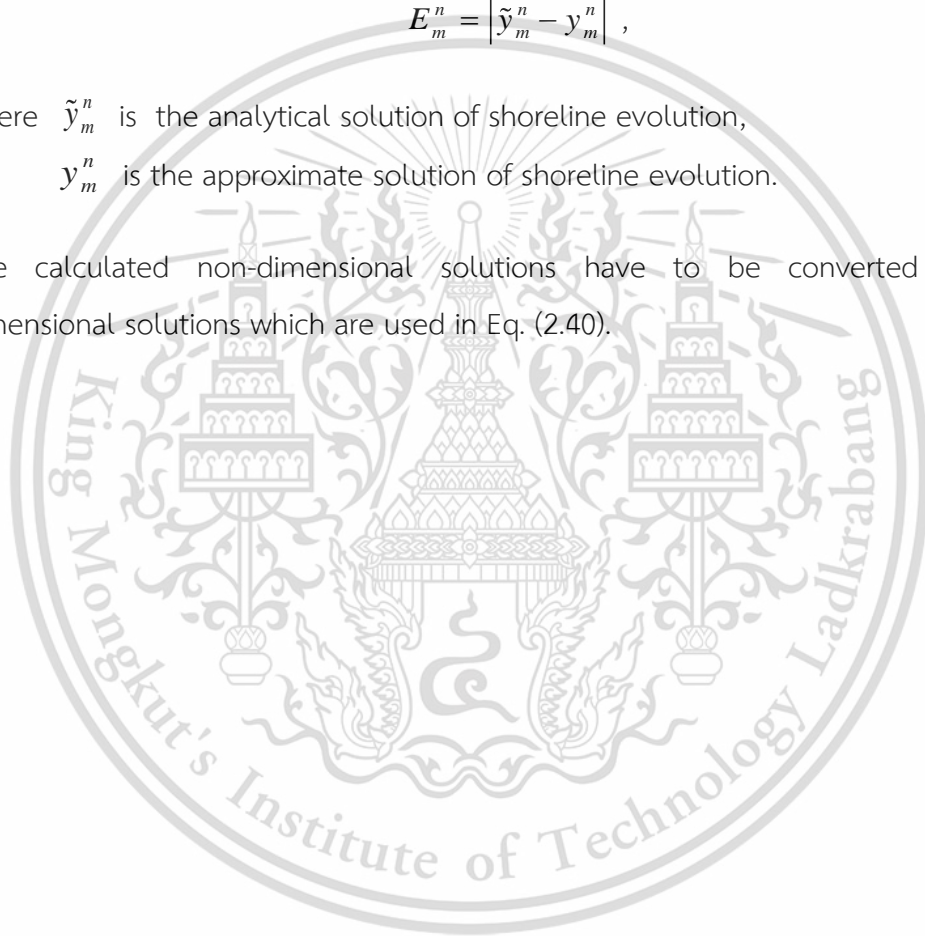 E_m^n = |ỹ_m^n − y_m^n| ,
ere ỹ_m^n is the analytical solution of shoreline evolution,
y_m^n is the approximate solution of shoreline evolution.
e calculated non-dimensional solutions have to be converted
mensional solutions which are used in Eq. (2.40).
King Mongkut's Institute of Technology Ladkrabang